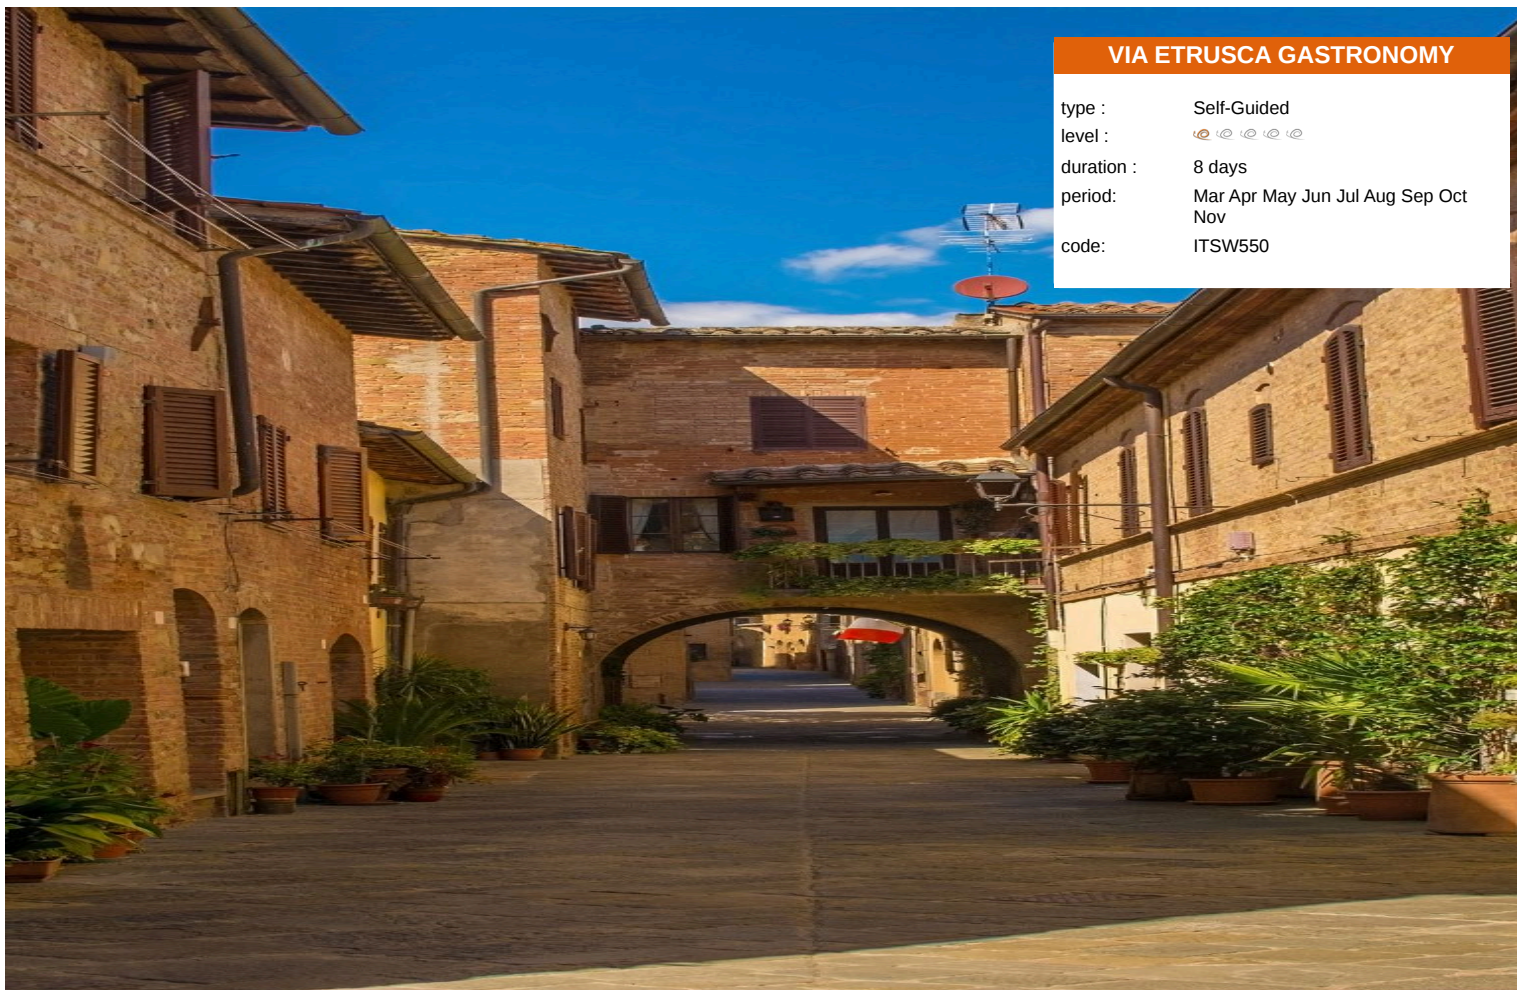 VIA ETRUSCA GASTRONOMY
type : Self-Guided
level :
duration : 8 days
period: Mar Apr May Jun Jul Aug Sep Oct
Nov
code: ITSW550